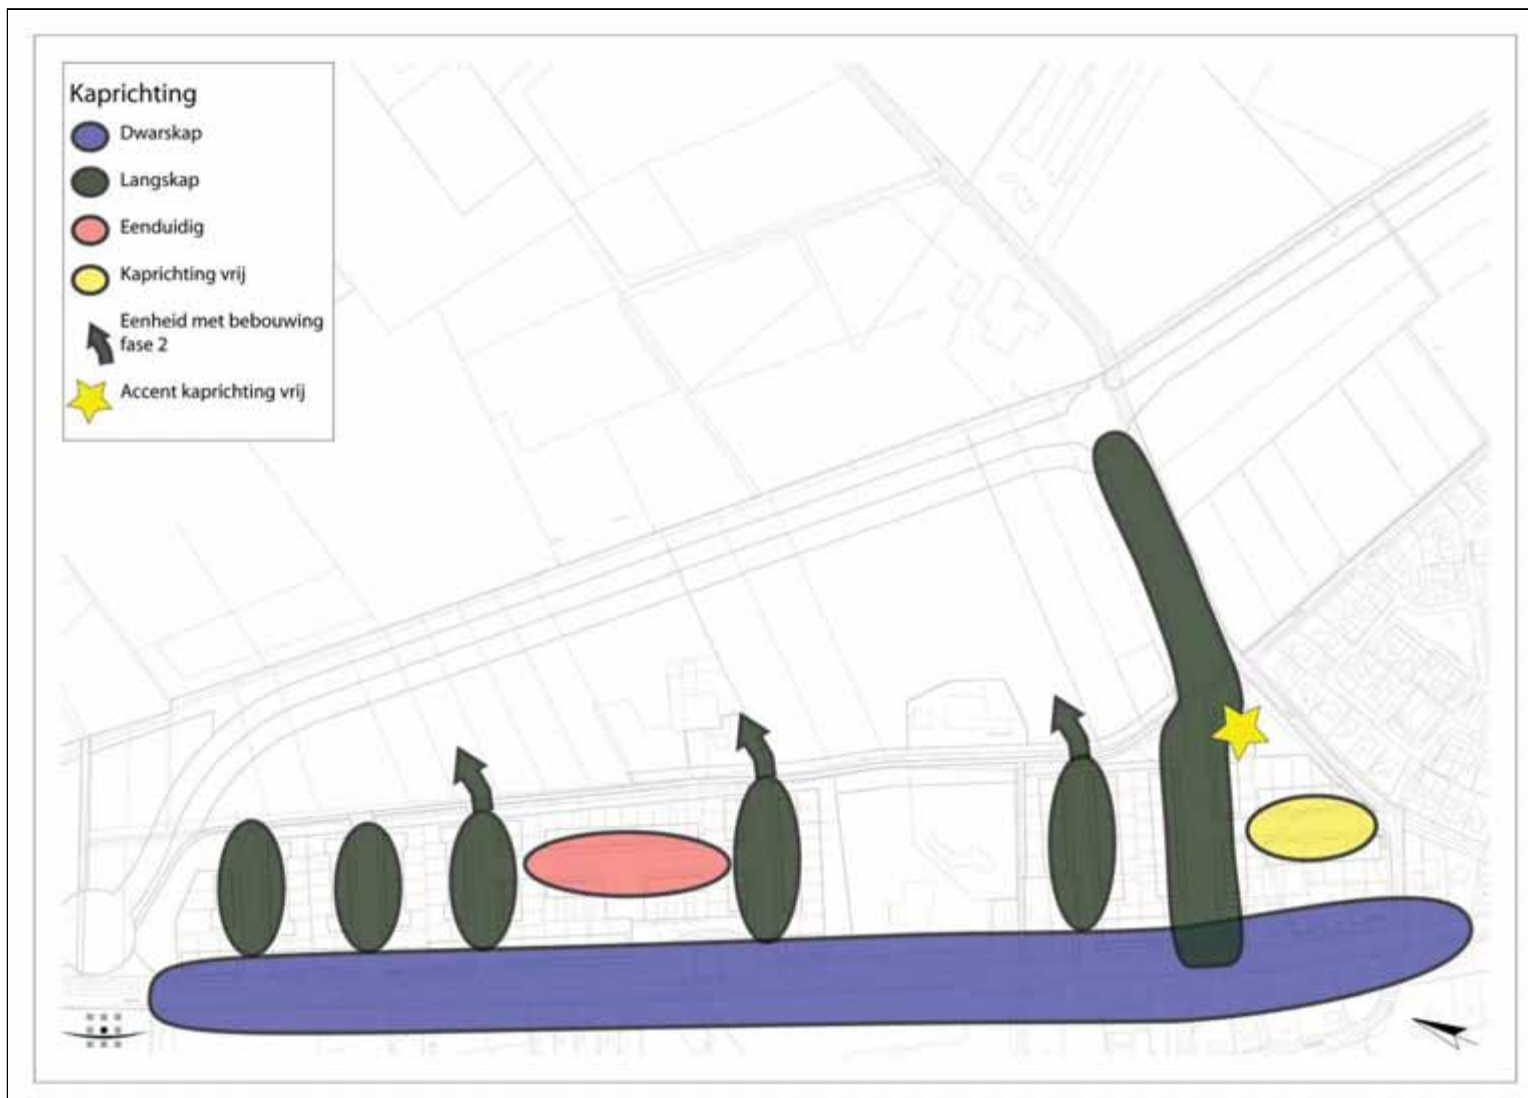 Kaprichting
Dwarskap
Langskap
Eenduidig
Kaprichting vrij
Eenheid met bebouwing
fase 2
Accent kaprichting vrij